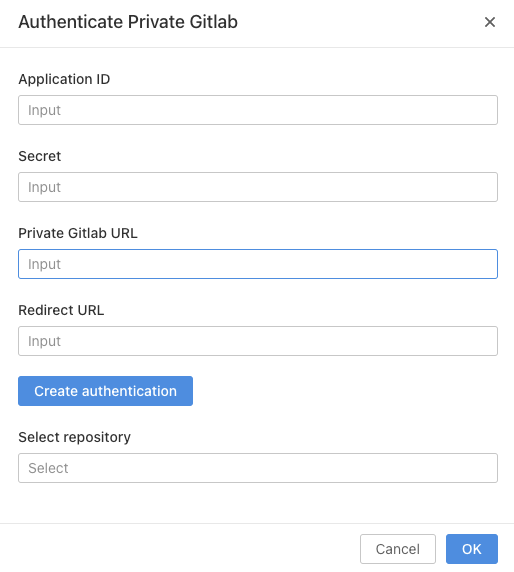 Authenticate Private Gitlab
Application ID
Input
Secret
Input
Private Gitlab URL
Input
Redirect URL
Input
Create authentication
Select repository
Select
Cancel OK